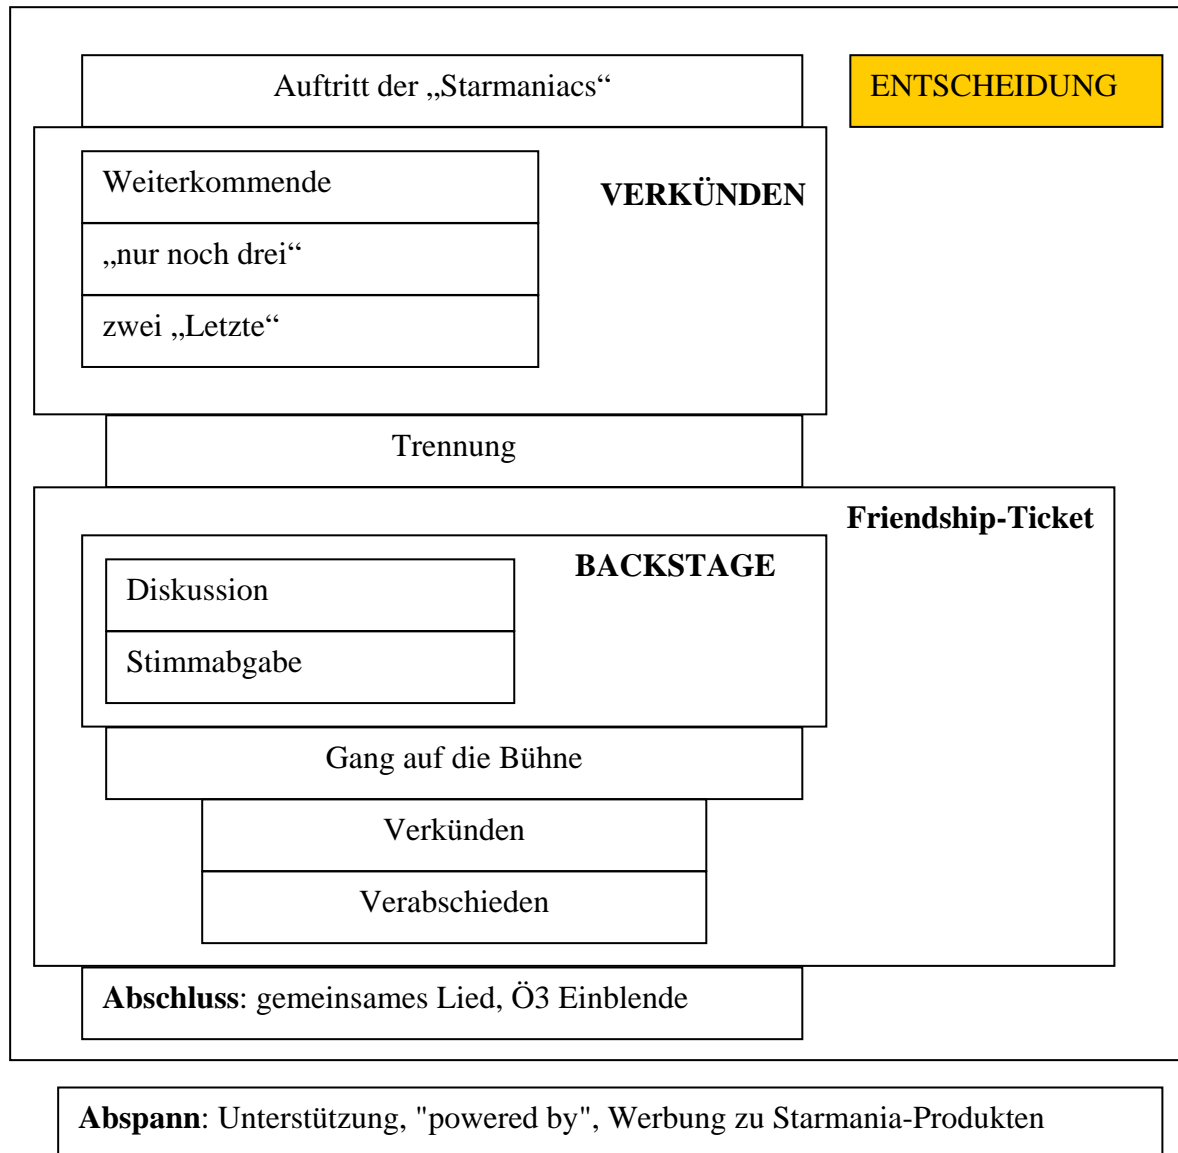 Auftritt der „Starmaniacs“
ENTSCHEIDUNG
Weiterkommende
VERKÜNDEN
„nur noch drei“
zwei „Letzte“
Trennung
Friendship-Ticket
BACKSTAGE
Diskussion
Stimmabgabe
Gang auf die Bühne
Verkünden
Verabschieden
Abschluss: gemeinsames Lied, Ö3 Einblende
Abspann: Unterstützung, "powered by", Werbung zu Starmania-Produkten